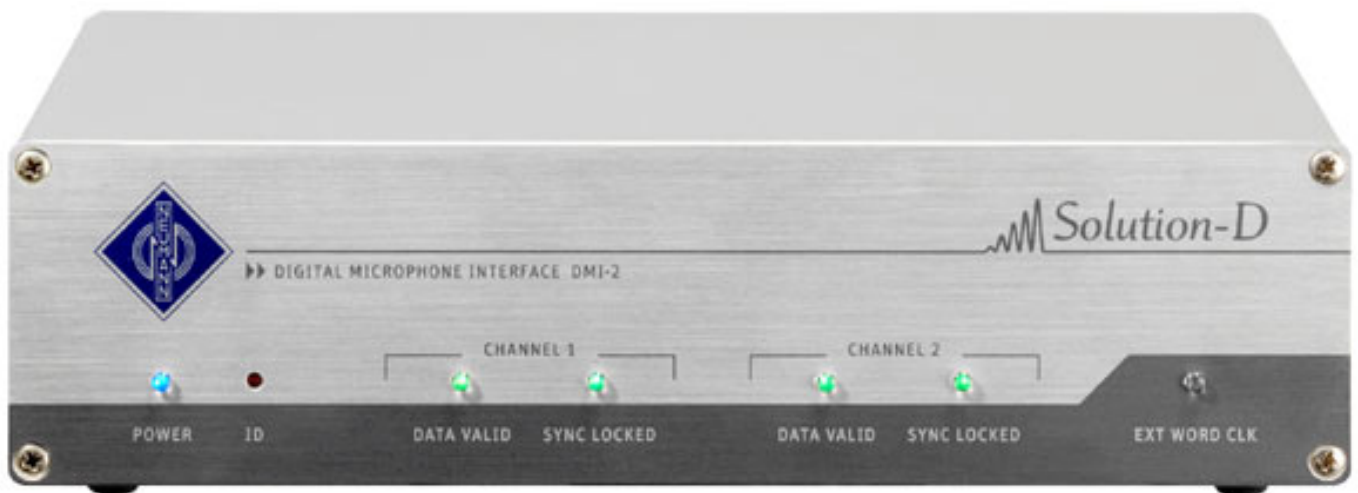 NEUMANN
Solution-D
DIGITAL MICROPHONE INTERFACE DMI-2
CHANNEL 1
CHANNEL 2
POWER
ID
DATA VALID
SYNC LOCKED
DATA VALID
SYNC LOCKED
EXT WORD CLK